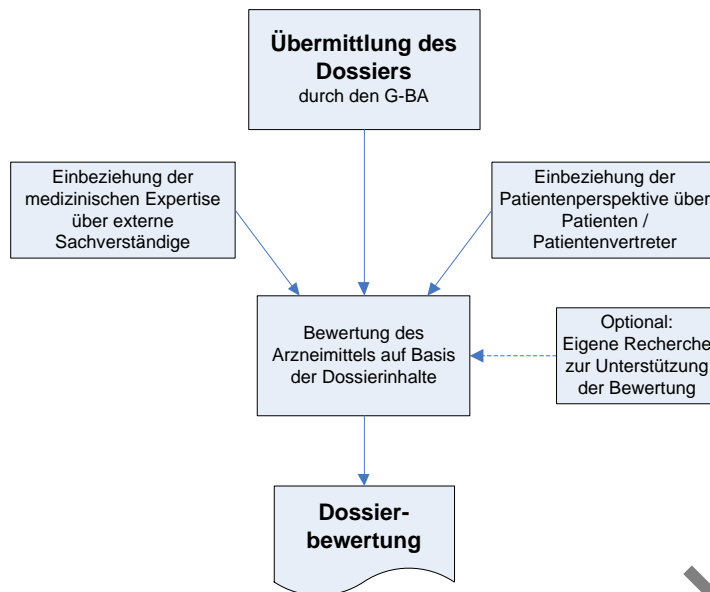 Übermittlung des
Dossiers
durch den G-BA
Einbeziehung der
medizinischen Expertise
über externe
Sachverständige
Einbeziehung der
Patientenperspektive über
Patienten /
Patientenvertreter
Bewertung des
Arzneimittels auf Basis
der Dossierinhalte
Optional:
Eigene Recherche
zur Unterstützung
der Bewertung
Dossier-
bewertung